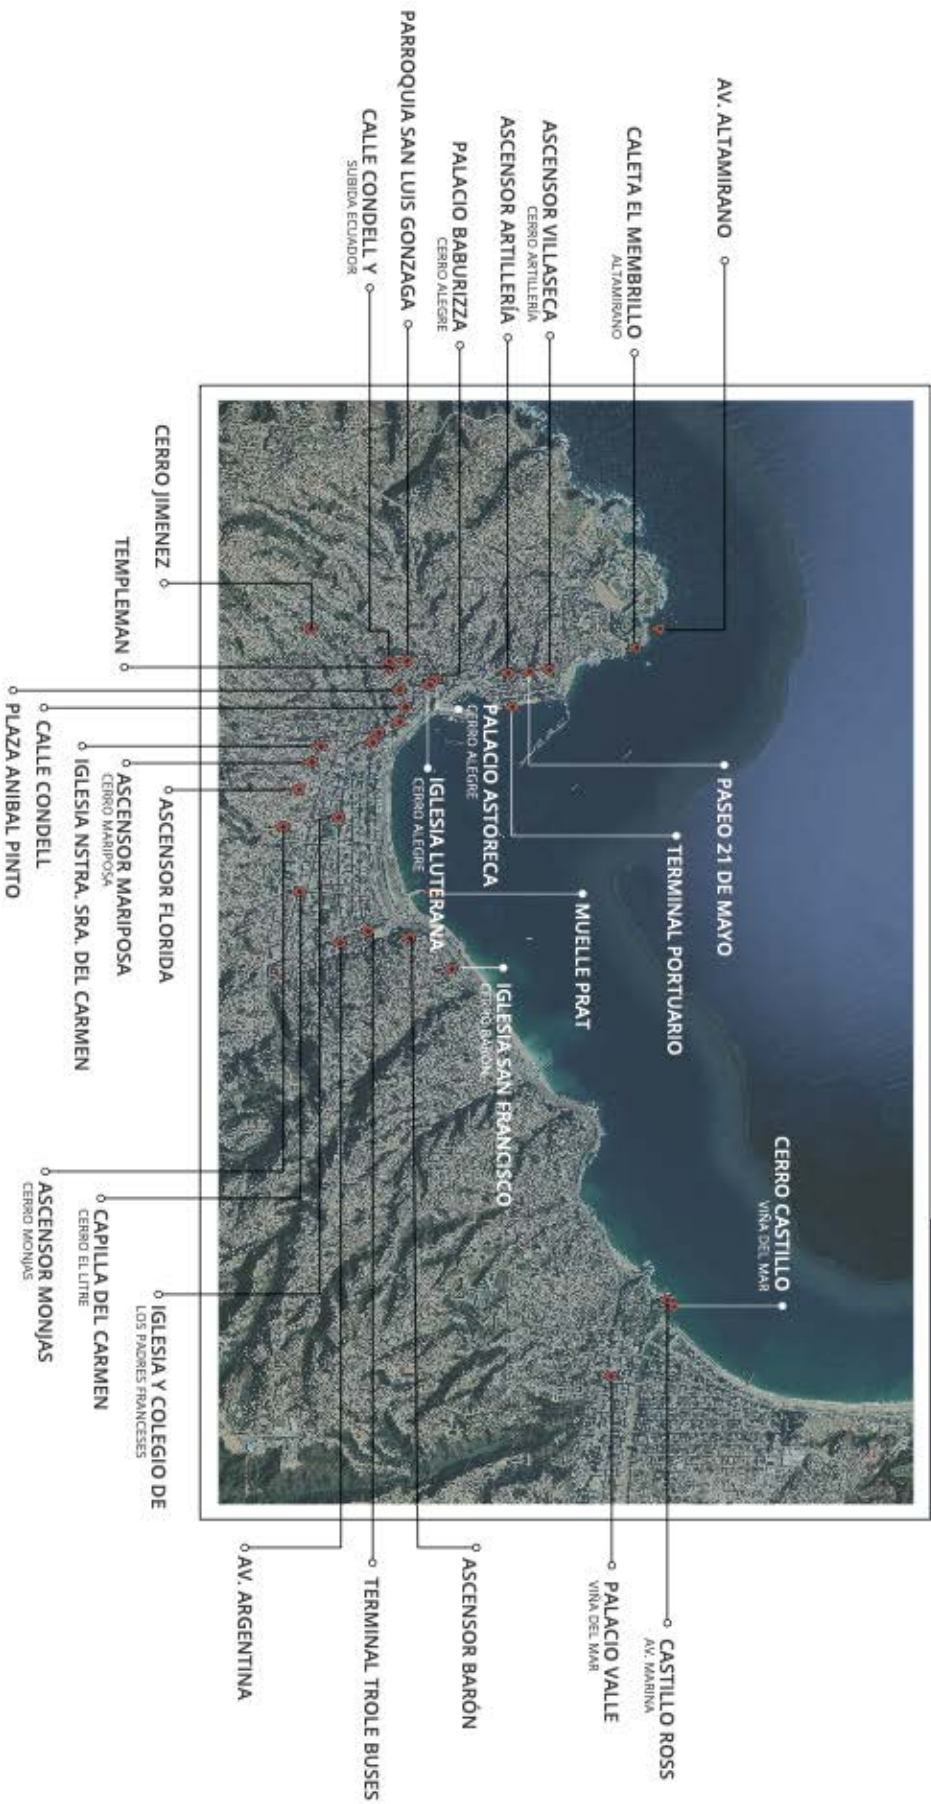 AV. ALTAMIRANO
CALETA EL MEMBRILLO
ALTAMIRANO
ASCENSOR VILLASECA
CERRO ARTILLERÍA
ASCENSOR ARTILLERÍA
PALACIO BABURIZZA
CERRO ALEGRE
PARROQUIA SAN LUIS GONZAGA
CALLE CONDELL Y
SUBIDA ECUADOR
PASEO 21 DE MAYO
TERMINAL PORTUARIO
MUELLE PRAT
PALACIO ASTORECA
CERRO ALEGRE
IGLESIA LUTERANA
CERRO ALEGRE
IGLESIA SAN FRANCISCO
CERRO BARÓN
CERRO CASTILLO
VIÑA DEL MAR
CASTILLO ROSS
AV. MARINA
PALACIO VALLE
VIÑA DEL MAR
ASCENSOR BARÓN
TERMINAL TROLE BUSES
AV. ARGENTINA
CERRO JIMENEZ
TEMPLEMAN
ASCENSOR FLORIDA
ASCENSOR MARIPOSA
CERRO MARIPOSA
IGLESIA NSTRA. SRA. DEL CARMEN
CALLE CONDELL
PLAZA ANIBAL PINTO
IGLESIA Y COLEGIO DE
LOS PADRES FRANCESES
CAPILLA DEL CARMEN
CERRO EL LITRE
ASCENSOR MONJAS
CERRO MONJAS